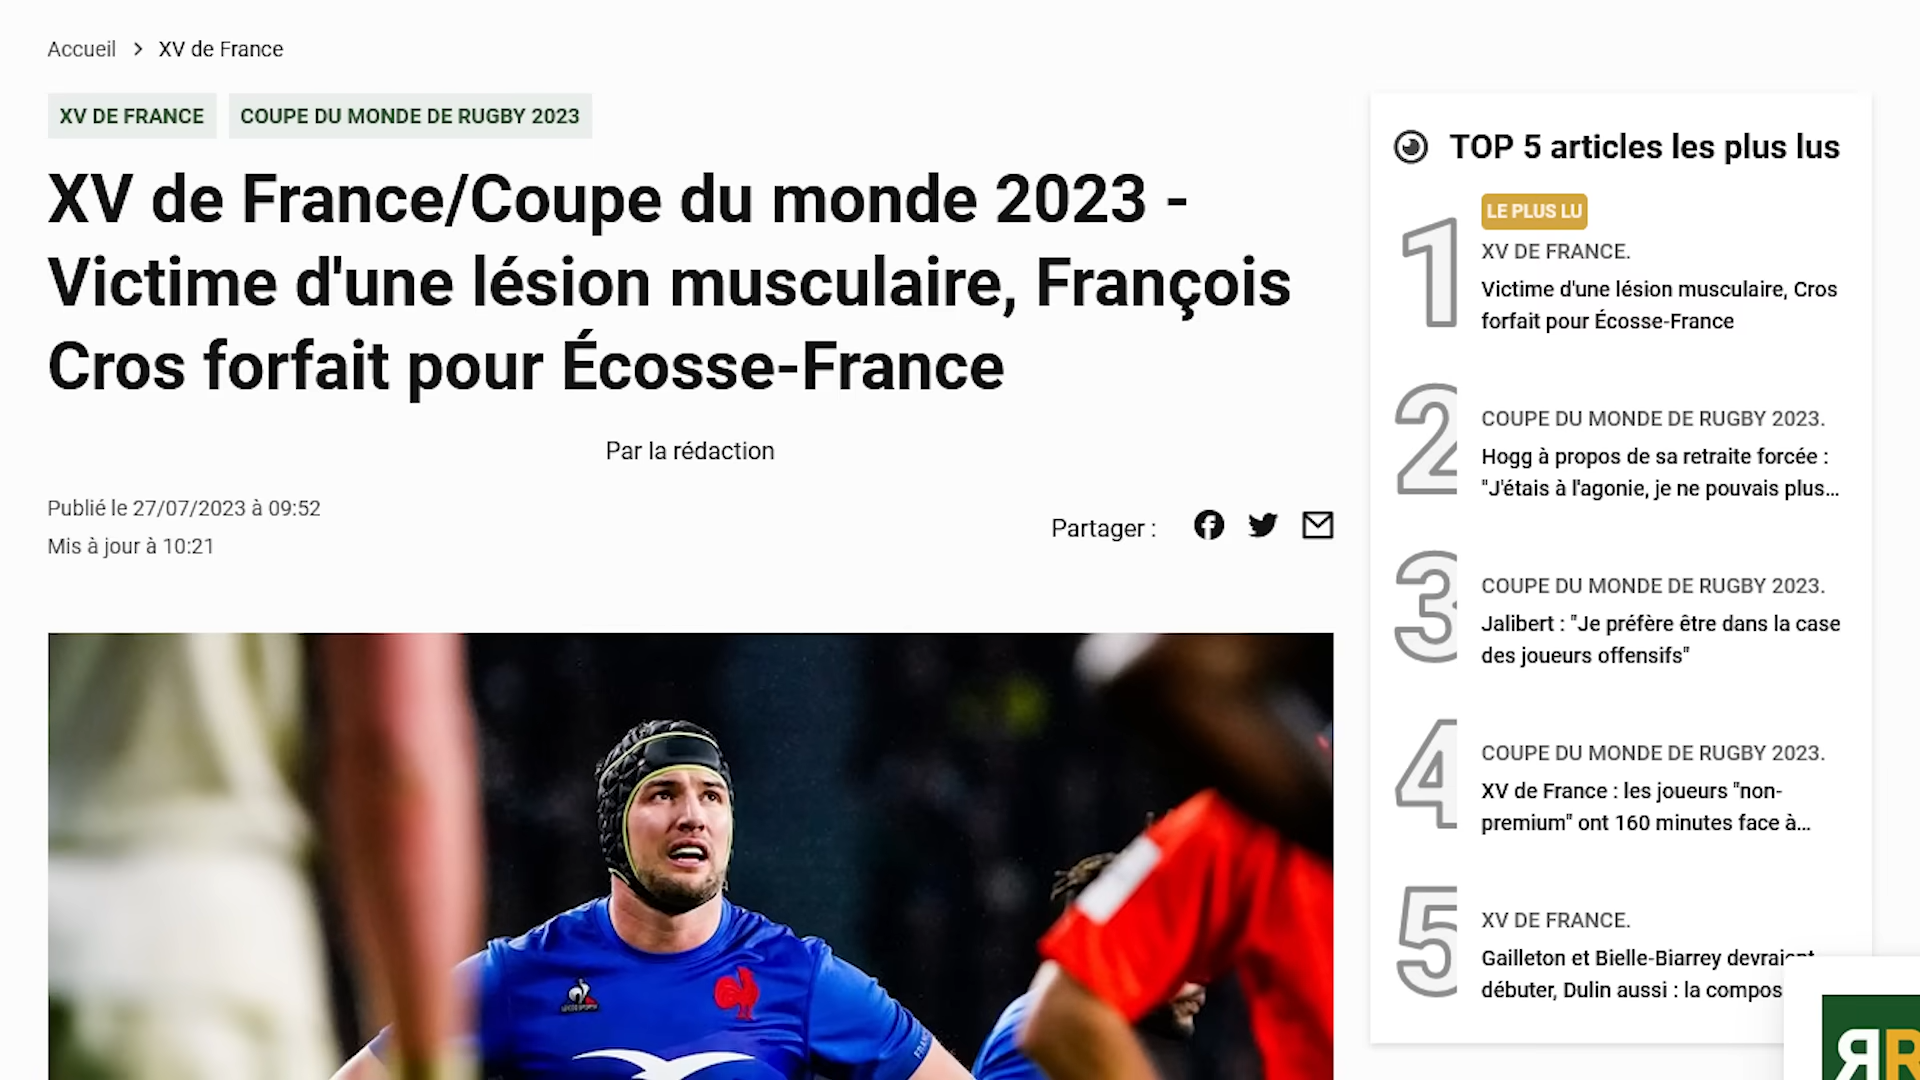 Accueil > XV de France
XV DE FRANCE
COUPE DU MONDE DE RUGBY 2023
XV de France/Coupe du monde 2023 -
Victime d'une lésion musculaire, François
Cros forfait pour Écosse-France
Par la rédaction
Publié le 27/07/2023 à 09:52
Mis à jour à 10:21
Partager :
TOP 5 articles les plus lus
1
LE PLUS LU
XV DE FRANCE.
Victime d'une lésion musculaire, Cros
forfait pour Écosse-France
2
COUPE DU MONDE DE RUGBY 2023.
Hogg à propos de sa retraite forcée :
"J'étais à l'agonie, je ne pouvais plus...
3
COUPE DU MONDE DE RUGBY 2023.
Jalibert : "Je préfère être dans la case
des joueurs offensifs"
4
COUPE DU MONDE DE RUGBY 2023.
XV de France : les joueurs "non-
premium" ont 160 minutes face à...
5
XV DE FRANCE.
Gailleton et Bielle-Biarrey devraient
débuter, Dulin aussi : la compos